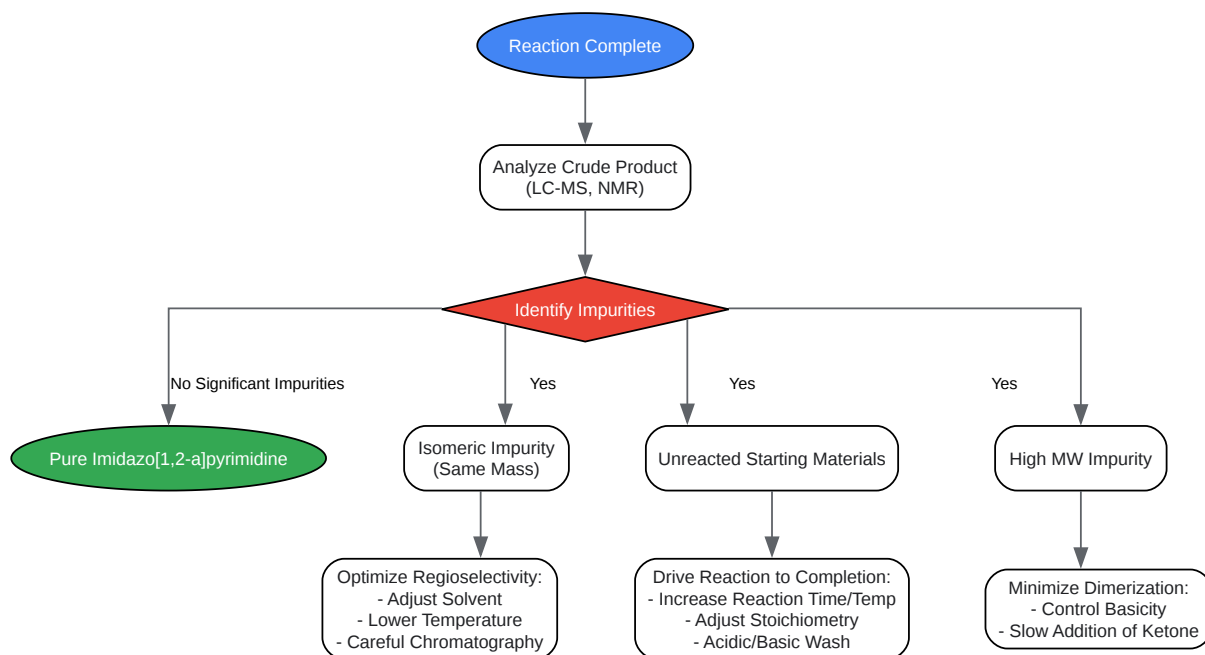 Reaction Complete
Analyze Crude Product
(LC-MS, NMR)
Identify Impurities
No Significant Impurities
Yes
Yes
Yes
Pure Imidazo[1,2-a]pyrimidine
Isomeric Impurity
(Same Mass)
Unreacted Starting Materials
High MW Impurity
Optimize Regioselectivity:
- Adjust Solvent
- Lower Temperature
- Careful Chromatography
Drive Reaction to Completion:
- Increase Reaction Time/Temp
- Adjust Stoichiometry
- Acidic/Basic Wash
Minimize Dimerization:
- Control Basicity
- Slow Addition of Ketone